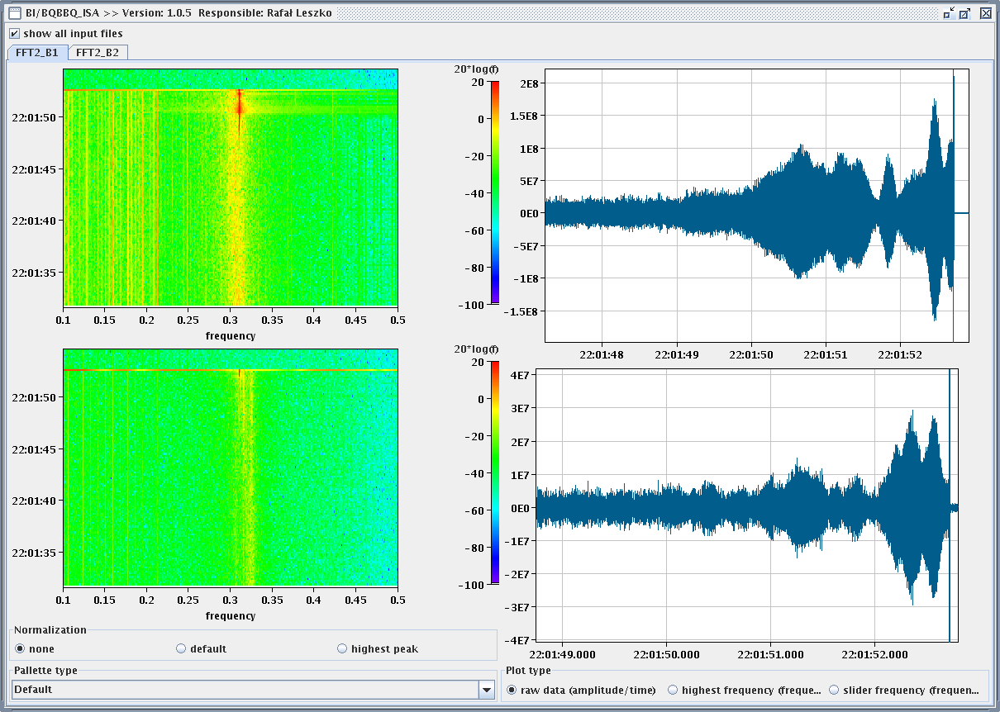 BI/BQBBQ_ISA >> Version: 1.0.5 Responsible: Rafał Leszko
show all input files
FFT2_B1 FFT2_B2
22:01:50
22:01:45
22:01:40
22:01:35
0.1 0.15 0.2 0.25 0.3 0.35 0.4 0.45 0.5
frequency
20*log(f)
20
0
-20
-40
-60
-80
-100
2E8
1.5E8
1E8
5E7
0E0
-5E7
-1E8
-1.5E8
22:01:48 22:01:49 22:01:50 22:01:51 22:01:52
22:01:50
22:01:45
22:01:40
22:01:35
0.1 0.15 0.2 0.25 0.3 0.35 0.4 0.45 0.5
frequency
20*log(f)
20
0
-20
-40
-60
-80
-100
4E7
3E7
2E7
1E7
0E0
-1E7
-2E7
-3E7
-4E7
22:01:49.000 22:01:50.000 22:01:51.000 22:01:52.000
Normalization
none default highest peak
Pallette type
Default
Plot type
raw data (amplitude/time) highest frequency (freque... slider frequency (frequen...